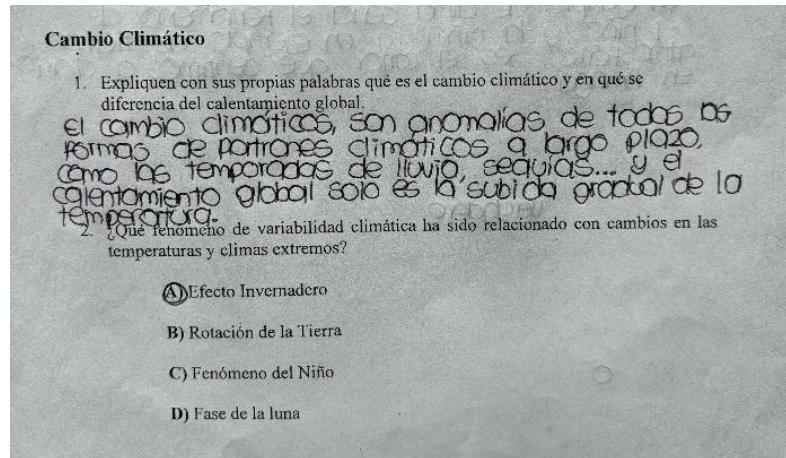 Cambio Climático
1. Expliquen con sus propias palabras qué es el cambio climático y en qué se
diferencia del calentamiento global.
El cambio climáticos, son anomalías de todas las
formas de patrones climáticos a largo plazo,
como las temporadas de lluvia, sequías... y el
calentamiento global solo es la subida gradual de la
temperatura.
2. ¿Qué fenómeno de variabilidad climática ha sido relacionado con cambios en las
temperaturas y climas extremos?
A) Efecto Invernadero
B) Rotación de la Tierra
C) Fenómeno del Niño
D) Fase de la luna